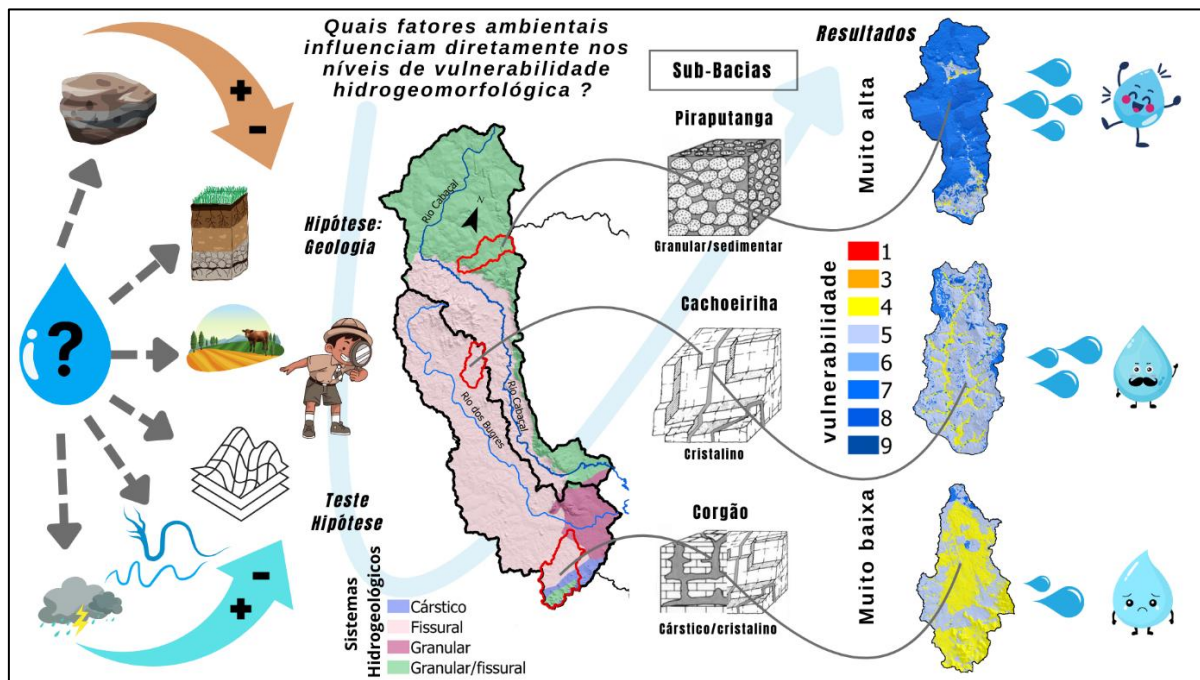 Quais fatores ambientais
influenciam diretamente nos
níveis de vulnerabilidade
hidrogeomorfológica ?
+
-
?
-
+
Hipótese:
Geologia
Teste
Hipótese
Rio Cabaçal
N
Rio Cabaçal
Rio dos Bugres
Sistemas
Hidrogeológicos
Cárstico
Fissural
Granular
Granular/fissural
Sub-Bacias
Piraputanga
Granular/sedimentar
Cachoeiriha
Cristalino
Corgão
Cárstico/cristalino
Resultados
Muito alta
vulnerabilidade
1
3
4
5
6
7
8
9
Muito baixa